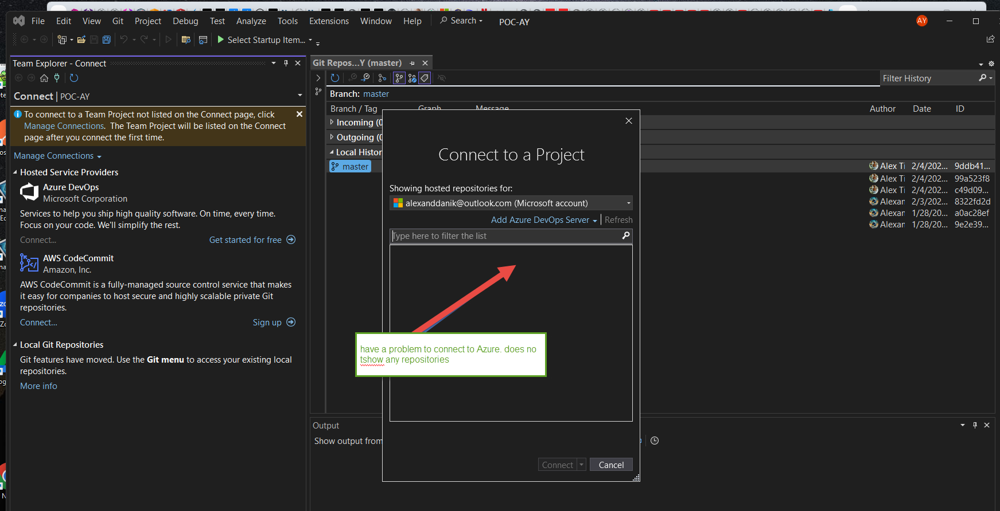 File Edit View Git Project Debug Test Analyze Tools Extensions Window Help Search POC-AY AY
Select Startup Item...
Team Explorer - Connect
Connect | POC-AY
To connect to a Team Project not listed on the Connect page, click
Manage Connections. The Team Project will be listed on the Connect
page after you connect the first time.
Manage Connections
Hosted Service Providers
Azure DevOps
Microsoft Corporation
Services to help you ship high quality software. On time, every time.
Focus on your code. We'll simplify the rest.
Connect... Get started for free
AWS CodeCommit
Amazon, Inc.
AWS CodeCommit is a fully-managed source control service that makes
it easy for companies to host secure and highly scalable private Git
repositories.
Connect... Sign up
Local Git Repositories
Git features have moved. Use the Git menu to access your existing local
repositories.
More info
Git Repos...Y (master)
Filter History
Branch: master
Branch / Tag Graph Message Author Date ID
Incoming (0
Outgoing (0
Local Histor
master Alex Ti 2/4/202... 9ddb41...
Alex Ti 2/4/202... 99a523f8
Alex Ti 2/4/202... c49d09...
Alexan 2/3/202... 8322fd2d
Alexan 1/28/20... a0ac28ef
Alexan 1/28/20... 9e2e39...
Connect to a Project
Showing hosted repositories for:
alexanddanik@outlook.com (Microsoft account)
Add Azure DevOps Server | Refresh
Type here to filter the list
have a problem to connect to Azure. does no
tshow any repositories
Connect Cancel
Output
Show output from